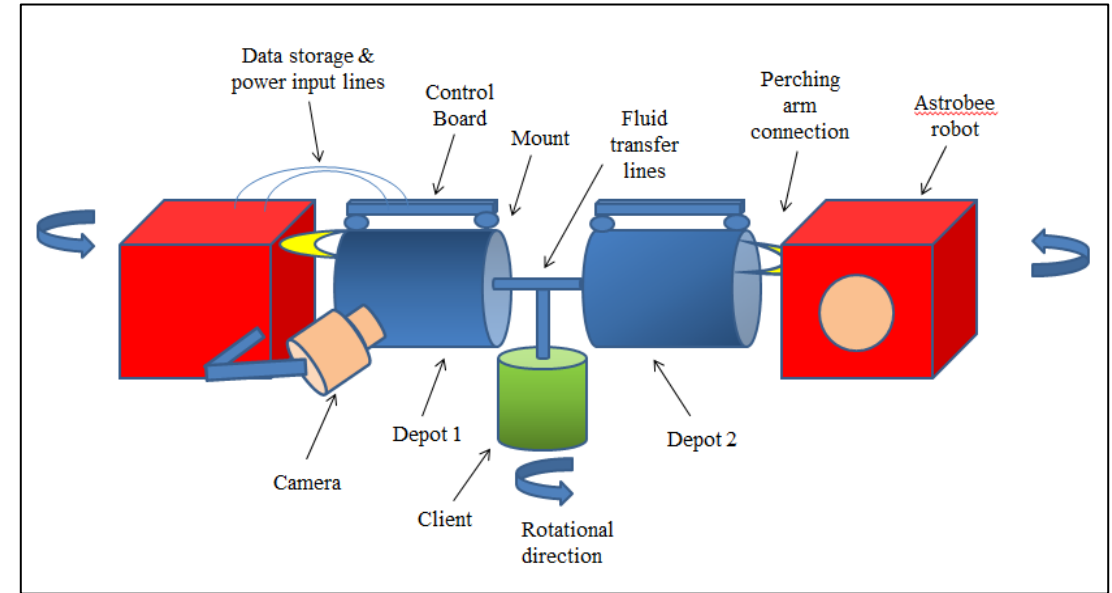 Data storage &
power input lines
Control
Board
Mount
Fluid
transfer
lines
Perching
arm
connection
Astrobee
robot
Depot 1
Depot 2
Camera
Client
Rotational
direction